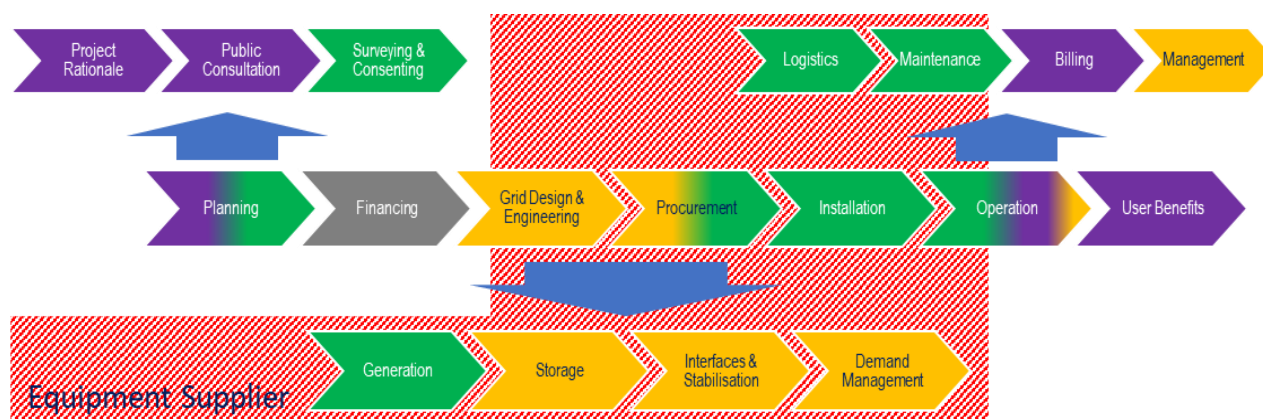 Project
Rationale
Public
Consultation
Surveying &
Consenting
Logistics
Maintenance
Billing
Management
Planning
Financing
Grid Design &
Engineering
Procurement
Installation
Operation
User Benefits
Generation
Storage
Interfaces &
Stabilisation
Demand
Management
Equipment Supplier